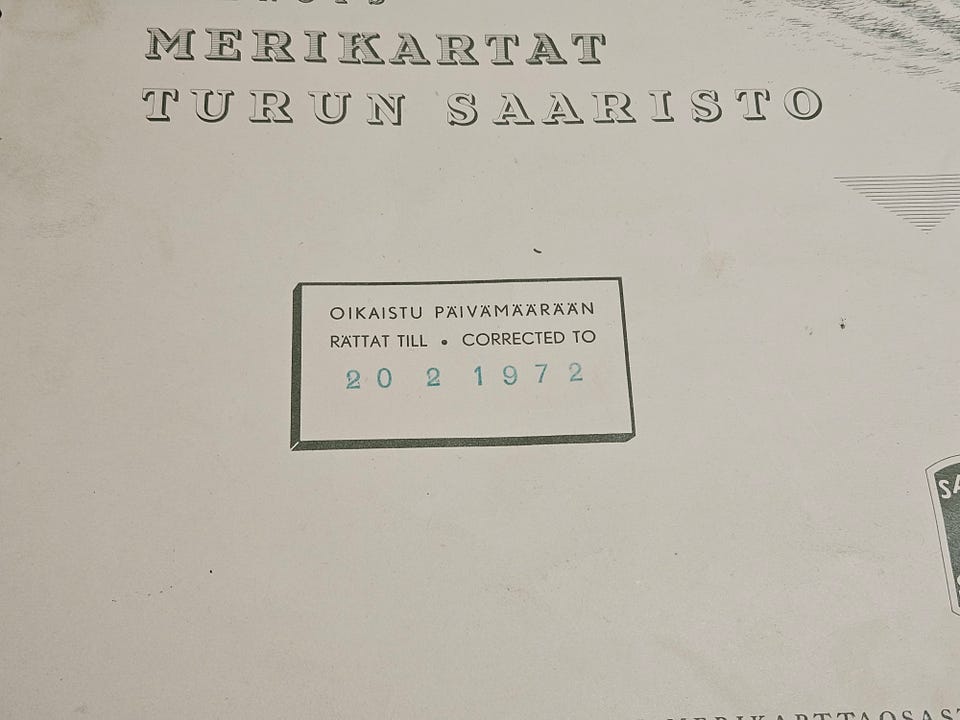 MERIKARTAT
TURUN SAARISTO
OIKAISTU PÄIVÄMÄÄRÄÄN
RÄTTAT TILL • CORRECTED TO
20 2 1972